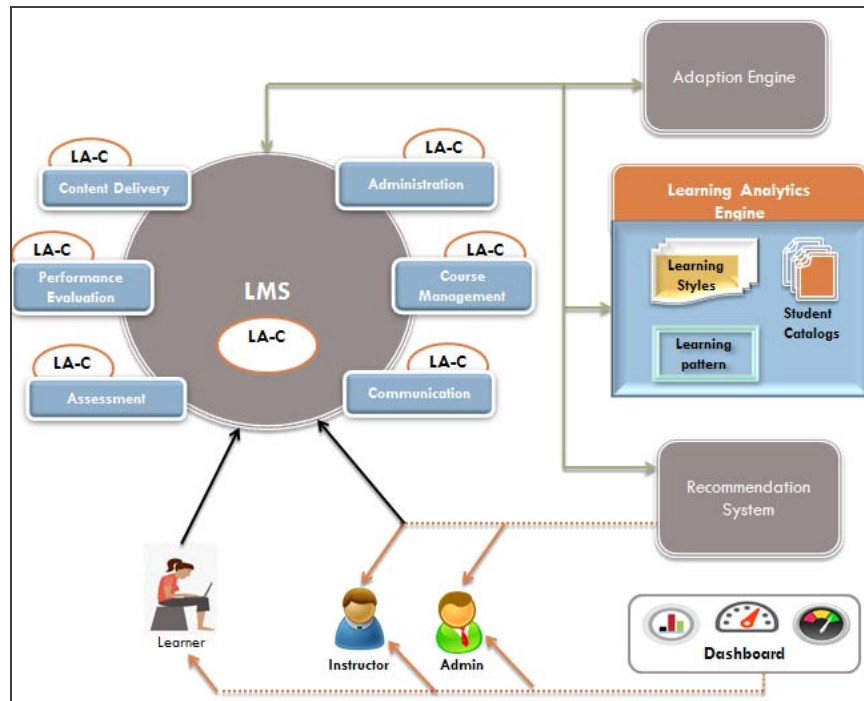 Adaption Engine
LA-C
Content Delivery
LA-C
Administration
Learning Analytics
Engine
Learning
Styles
Student
Catalogs
Learning
pattern
LA-C
Performance
Evaluation
LMS
LA-C
LA-C
Course
Management
LA-C
Assessment
LA-C
Communication
Recommendation
System
Learner
Instructor
Admin
Dashboard